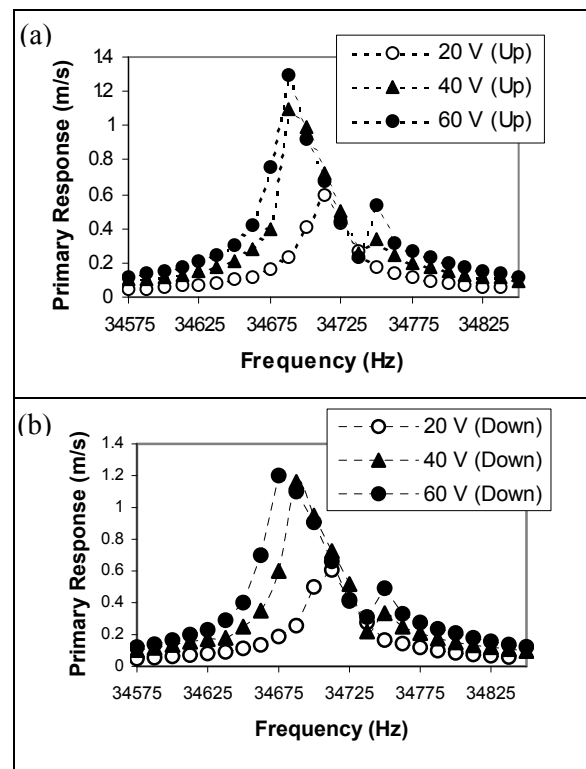 (a)
20 V (Up)
40 V (Up)
60 V (Up)
Primary Response (m/s)
14
1.2
1
0.8
0.6
0.4
0.2
0
34575 34625 34675 34725 34775 34825
Frequency (Hz)
(b)
20 V (Down)
40 V (Down)
60 V (Down)
Primary Response (m/s)
1.4
1.2
1
0.8
0.6
0.4
0.2
0
34575 34625 34675 34725 34775 34825
Frequency (Hz)